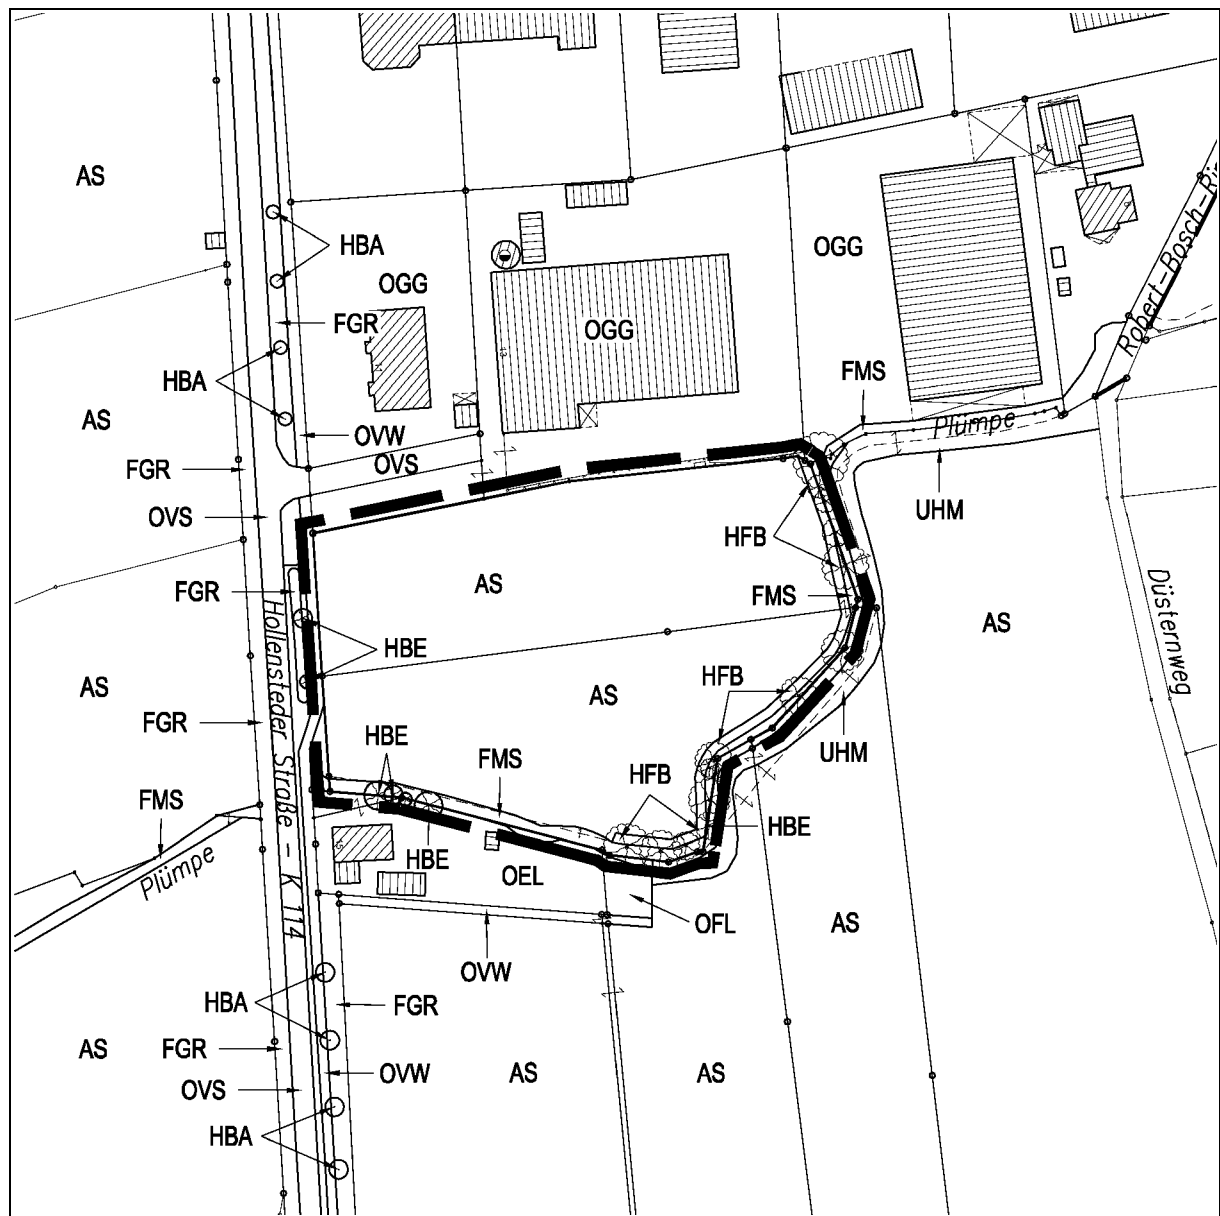 AS
HBA
OGG
OGG
OGG
FGR
HBA
FMS
AS
OVW
OVS
Plümpe
FGR
Robert-Bosch-Ri
OVS
UHM
HFB
FGR
AS
FMS
Düsternweg
AS
HBE
AS
HFB
AS
FGR
HBE
FMS
UHM
HFB
FMS
Hollensteder Straße - K 114
HBE
HBE
Plümpe
OEL
OFL
AS
OVW
HBA
FGR
AS
FGR
OVW
AS
AS
OVS
HBA